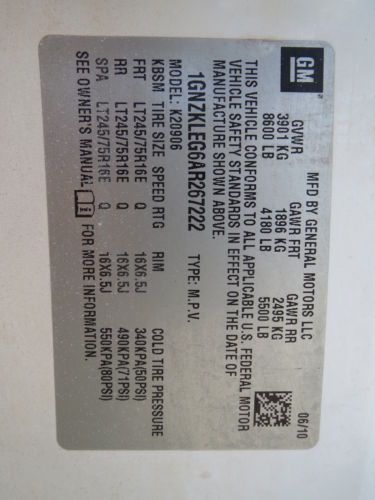 GM
MFD BY GENERAL MOTORS LLC
06/10
GVWR GAWR FRT GAWR RR
3901 KG 1896 KG 2495 KG
8600 LB 4180 LB 5500 LB
THIS VEHICLE CONFORMS TO ALL APPLICABLE U.S. FEDERAL MOTOR
VEHICLE SAFETY STANDARDS IN EFFECT ON THE DATE OF
MANUFACTURE SHOWN ABOVE.
1GNZKLEG6AR267222 TYPE: M.P.V.
MODEL: K20906
KBSM TIRE SIZE SPEED RTG RIM COLD TIRE PRESSURE
FRT LT245/75R16E Q 16X6.5J 340KPA(50PSI)
RR LT245/75R16E Q 16X6.5J 490KPA(71PSI)
SPA LT245/75R16E Q 16X6.5J 550KPA(80PSI)
SEE OWNER'S MANUAL FOR MORE INFORMATION.